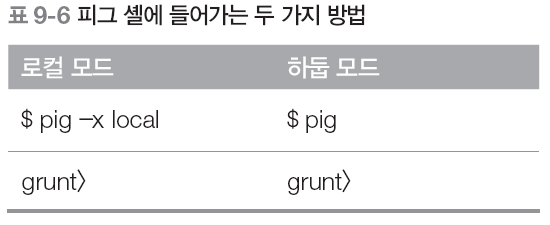 표 9-6 피그 셸에 들어가는 두 가지 방법
로컬 모드 하둡 모드
$ pig –x local $ pig
grunt〉 grunt〉